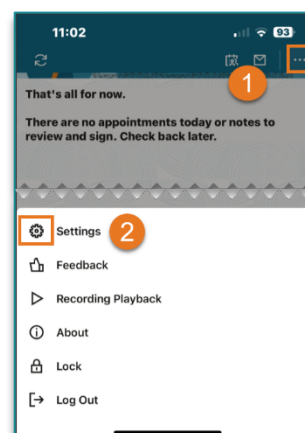 11:02
93
1
That's all for now.
There are no appointments today or notes to
review and sign. Check back later.
Settings
2
Feedback
Recording Playback
About
Lock
Log Out